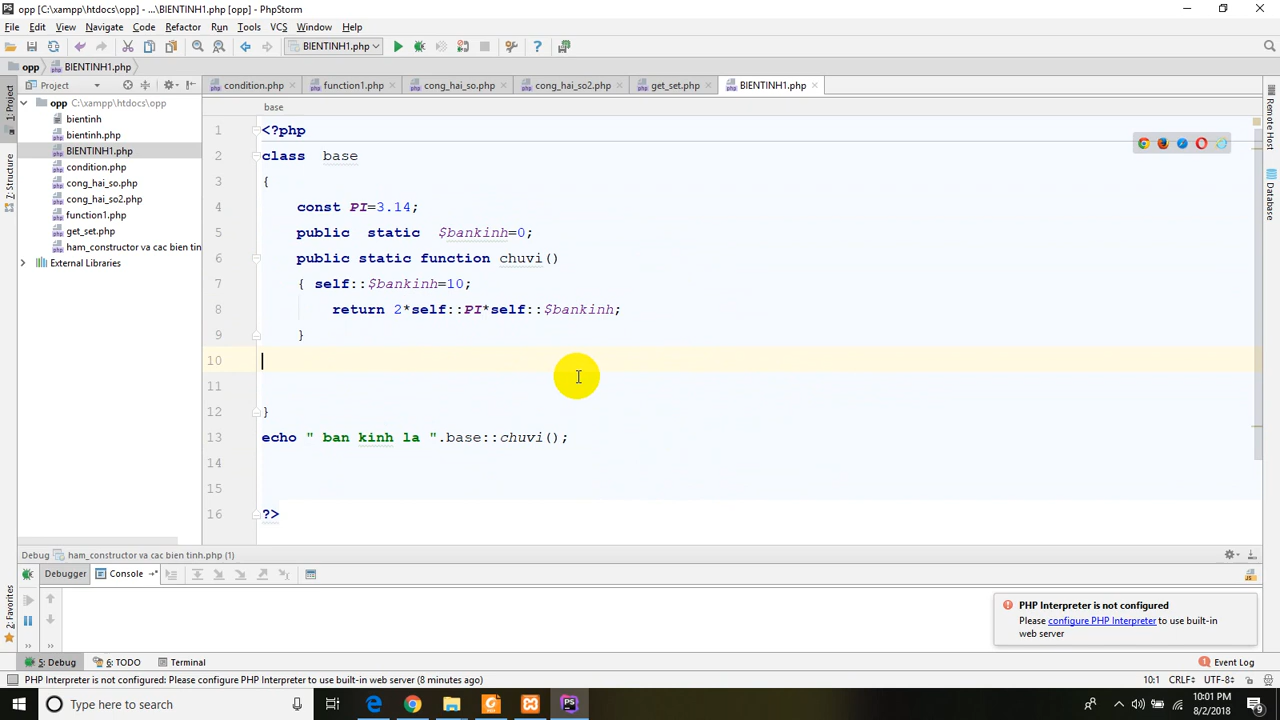 opp [C:\xampp\htdocs\opp] - ...\BIENTINH1.php [opp] - PhpStorm
File Edit View Navigate Code Refactor Run Tools VCS Window Help
BIENTINH1.php
opp BIENTINH1.php
Project
condition.php function1.php cong_hai_so.php cong_hai_so2.php get_set.php BIENTINH1.php
1: Project
7: Structure
2: Favorites
opp C:\xampp\htdocs\opp
bientinh
bientinh.php
BIENTINH1.php
condition.php
cong_hai_so.php
cong_hai_so2.php
function1.php
get_set.php
ham_constructor va cac bien tin
External Libraries
base
1 <?php
2 class base
3 {
4 const PI=3.14;
5 public static $bankinh=0;
6 public static function chuvi()
7 { self::$bankinh=10;
8 return 2*self::PI*self::$bankinh;
9 }
10
11
12 }
13 echo " ban kinh la ".base::chuvi();
14
15
16 ?>
Remote Host
Database
Debug ham_constructor va cac bien tinh.php (1)
Debugger Console
PHP Interpreter is not configured
Please configure PHP Interpreter to use built-in
web server
5: Debug 6: TODO Terminal Event Log
PHP Interpreter is not configured: Please configure PHP Interpreter to use built-in web server (8 minutes ago) 10:1 CRLF UTF-8
Type here to search
10:01 PM
8/2/2018